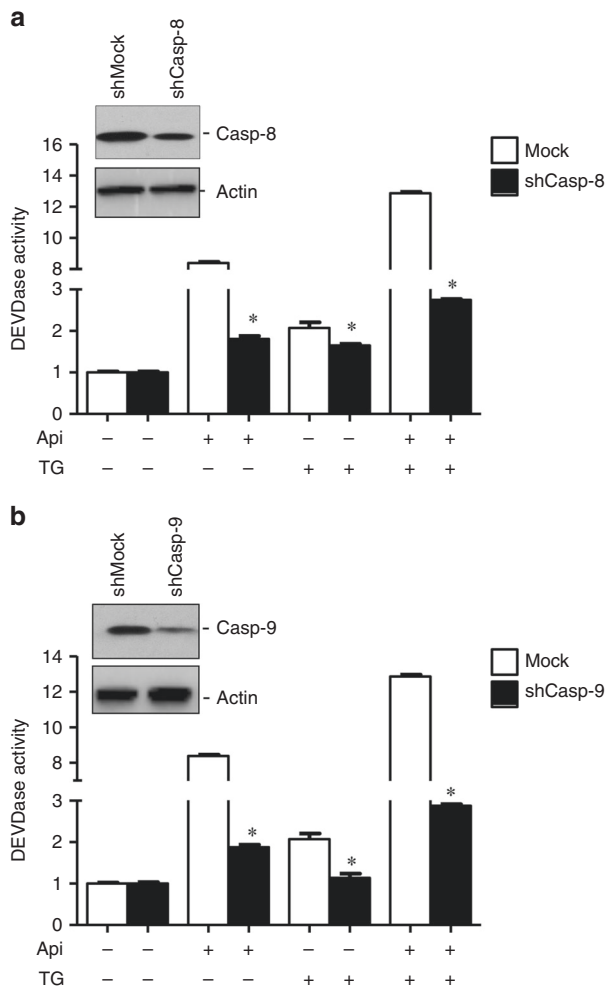 a
shMock
shCasp-8
Casp-8
Actin
Mock
shCasp-8
DEVDase activity
16
14
12
10
8
3
2
1
0
*
*
*
Api – – + + – – + +
TG – – – – + + + +
b
shMock
shCasp-9
Casp-9
Actin
Mock
shCasp-9
DEVDase activity
14
12
10
8
3
2
1
0
*
*
*
Api – – + + – – + +
TG – – – – + + + +